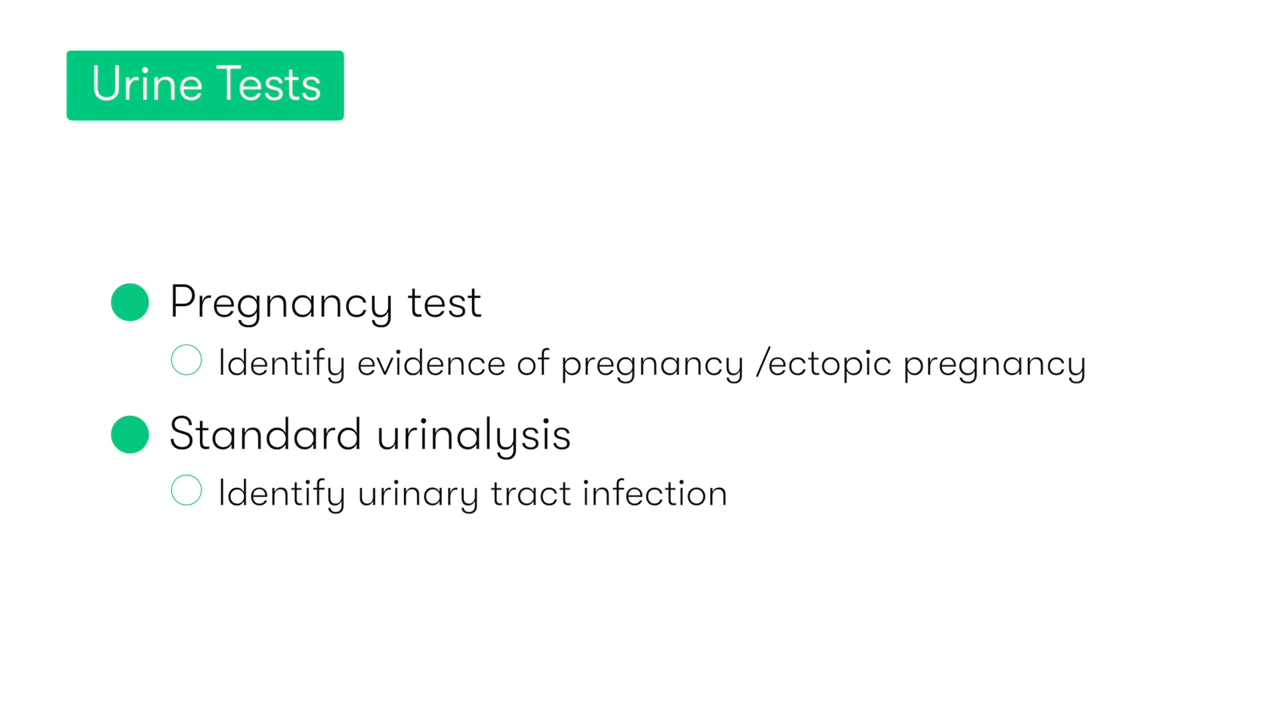 Urine Tests
Pregnancy test
Identify evidence of pregnancy /ectopic pregnancy
Standard urinalysis
Identify urinary tract infection